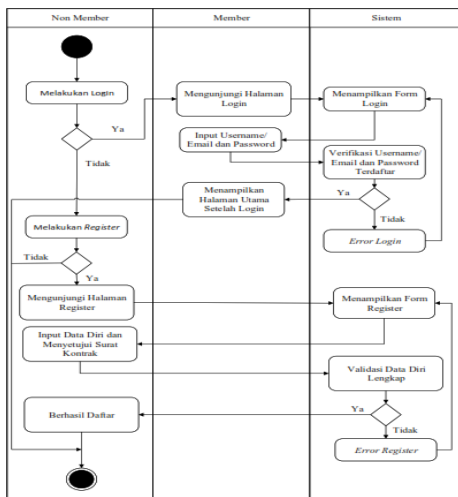 Non Member
Member
Sistem
Melakukan Login
Mengunjungi Halaman
Login
Menampilkan Form
Login
Ya
Tidak
Input Username/
Email dan Password
Verifikasi Username/
Email dan Password
Terdaftar
Menampilkan
Halaman Utama
Setelah Login
Ya
Tidak
Error Login
Melakukan Register
Tidak
Ya
Mengunjungi Halaman
Register
Menampilkan Form
Register
Input Data Diri dan
Menyetujui Surat
Kontrak
Validasi Data Diri
Lengkap
Berhasil Daftar
Ya
Tidak
Error Register